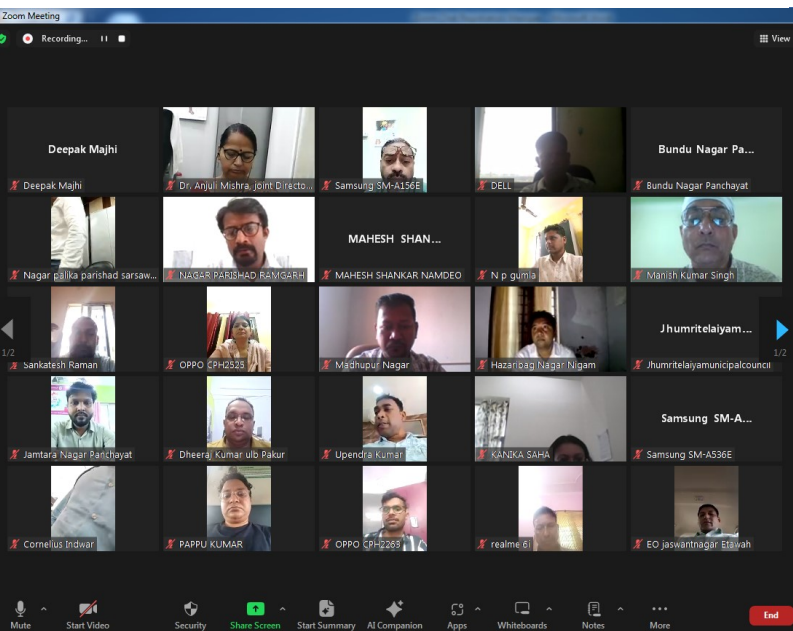 Zoom Meeting
Recording...
View
Deepak Majhi
Deepak Majhi
Dr. Anjuli Mishra, joint Directo...
Samsung SM-A156E
DELL
Bundu Nagar Pa...
Bundu Nagar Panchayat
Nagar palika parishad sarsaw...
NAGAR PARISHAD RAMGARH
MAHESH SHAN...
MAHESH SHANKAR NAMDEO
N p gumla
Manish Kumar Singh
1/2
Sankatesh Raman
OPPO CPH2525
Madhupur Nagar
Hazaribag Nagar Nigam
Jhumritelaiyam...
Jhumritelaiyamunicipalcouncil
1/2
Jamtara Nagar Panchayat
Dheeraj Kumar ulb Pakur
Upendra Kumar
KANIKA SAHA
Samsung SM-A...
Samsung SM-A536E
Cornelius Indwar
PAPPU KUMAR
OPPO CPH2263
realme 6i
EO jaswantnagar Etawah
Mute
Start Video
Security
Share Screen
Start Summary
AI Companion
Apps
Whiteboards
Notes
More
End